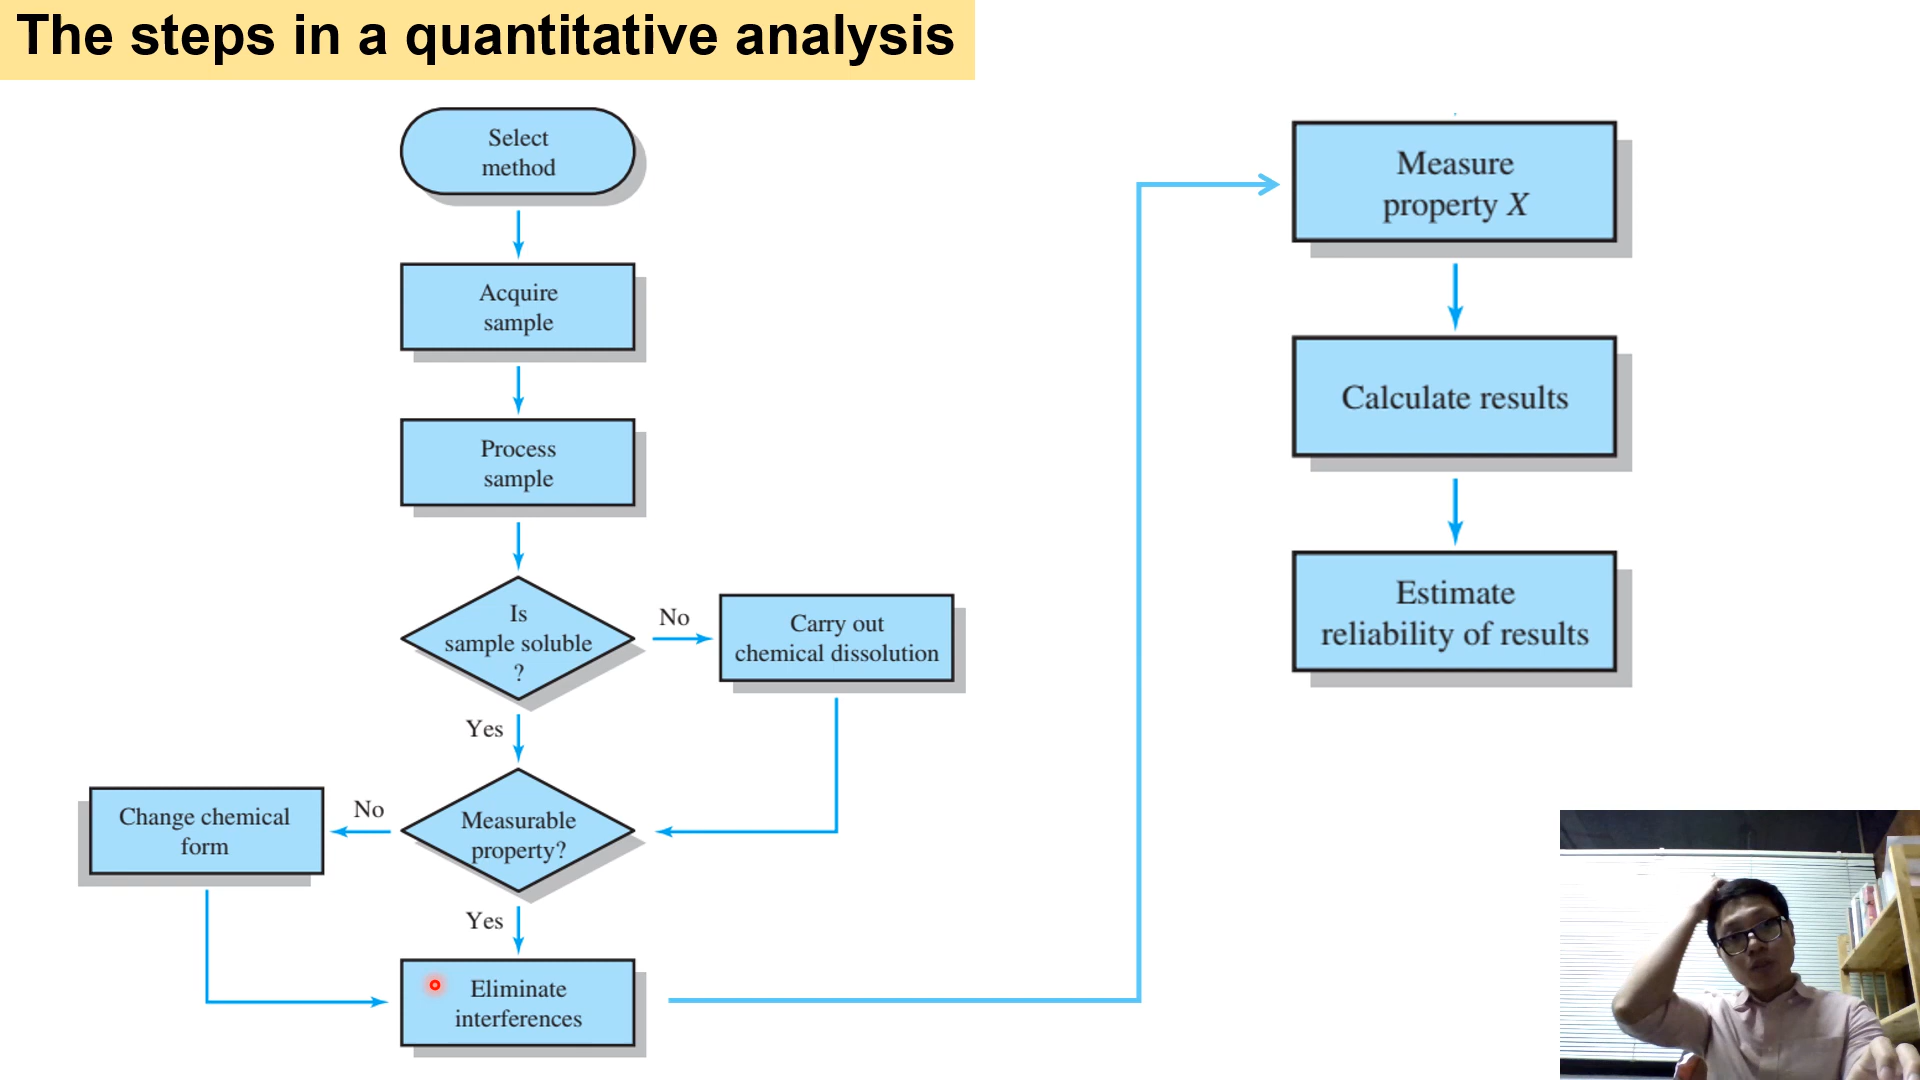 The steps in a quantitative analysis
Select
method
Acquire
sample
Process
sample
Is
sample soluble
?
No
Carry out
chemical dissolution
Yes
Measurable
property?
No
Change chemical
form
Yes
Eliminate
interferences
Measure
property X
Calculate results
Estimate
reliability of results